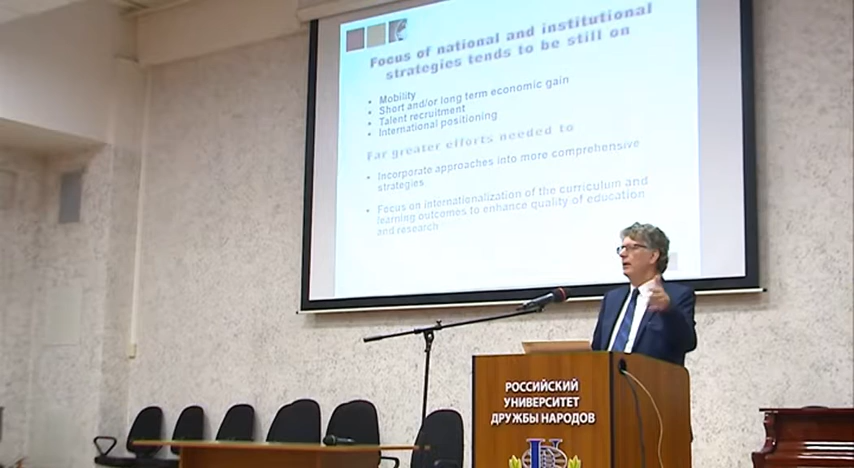 Focus of national and institutional
strategies tends to be still on
• Mobility
• Short and/or long term economic gain
• Talent recruitment
• International positioning
Far greater efforts needed to
• Incorporate approaches into more comprehensive
strategies.
• Focus on internationalization of the curriculum and
learning outcomes to enhance quality of education
and research
РОССИЙСКИЙ
УНИВЕРСИТЕТ
ДРУЖБЫ НАРОДОВ